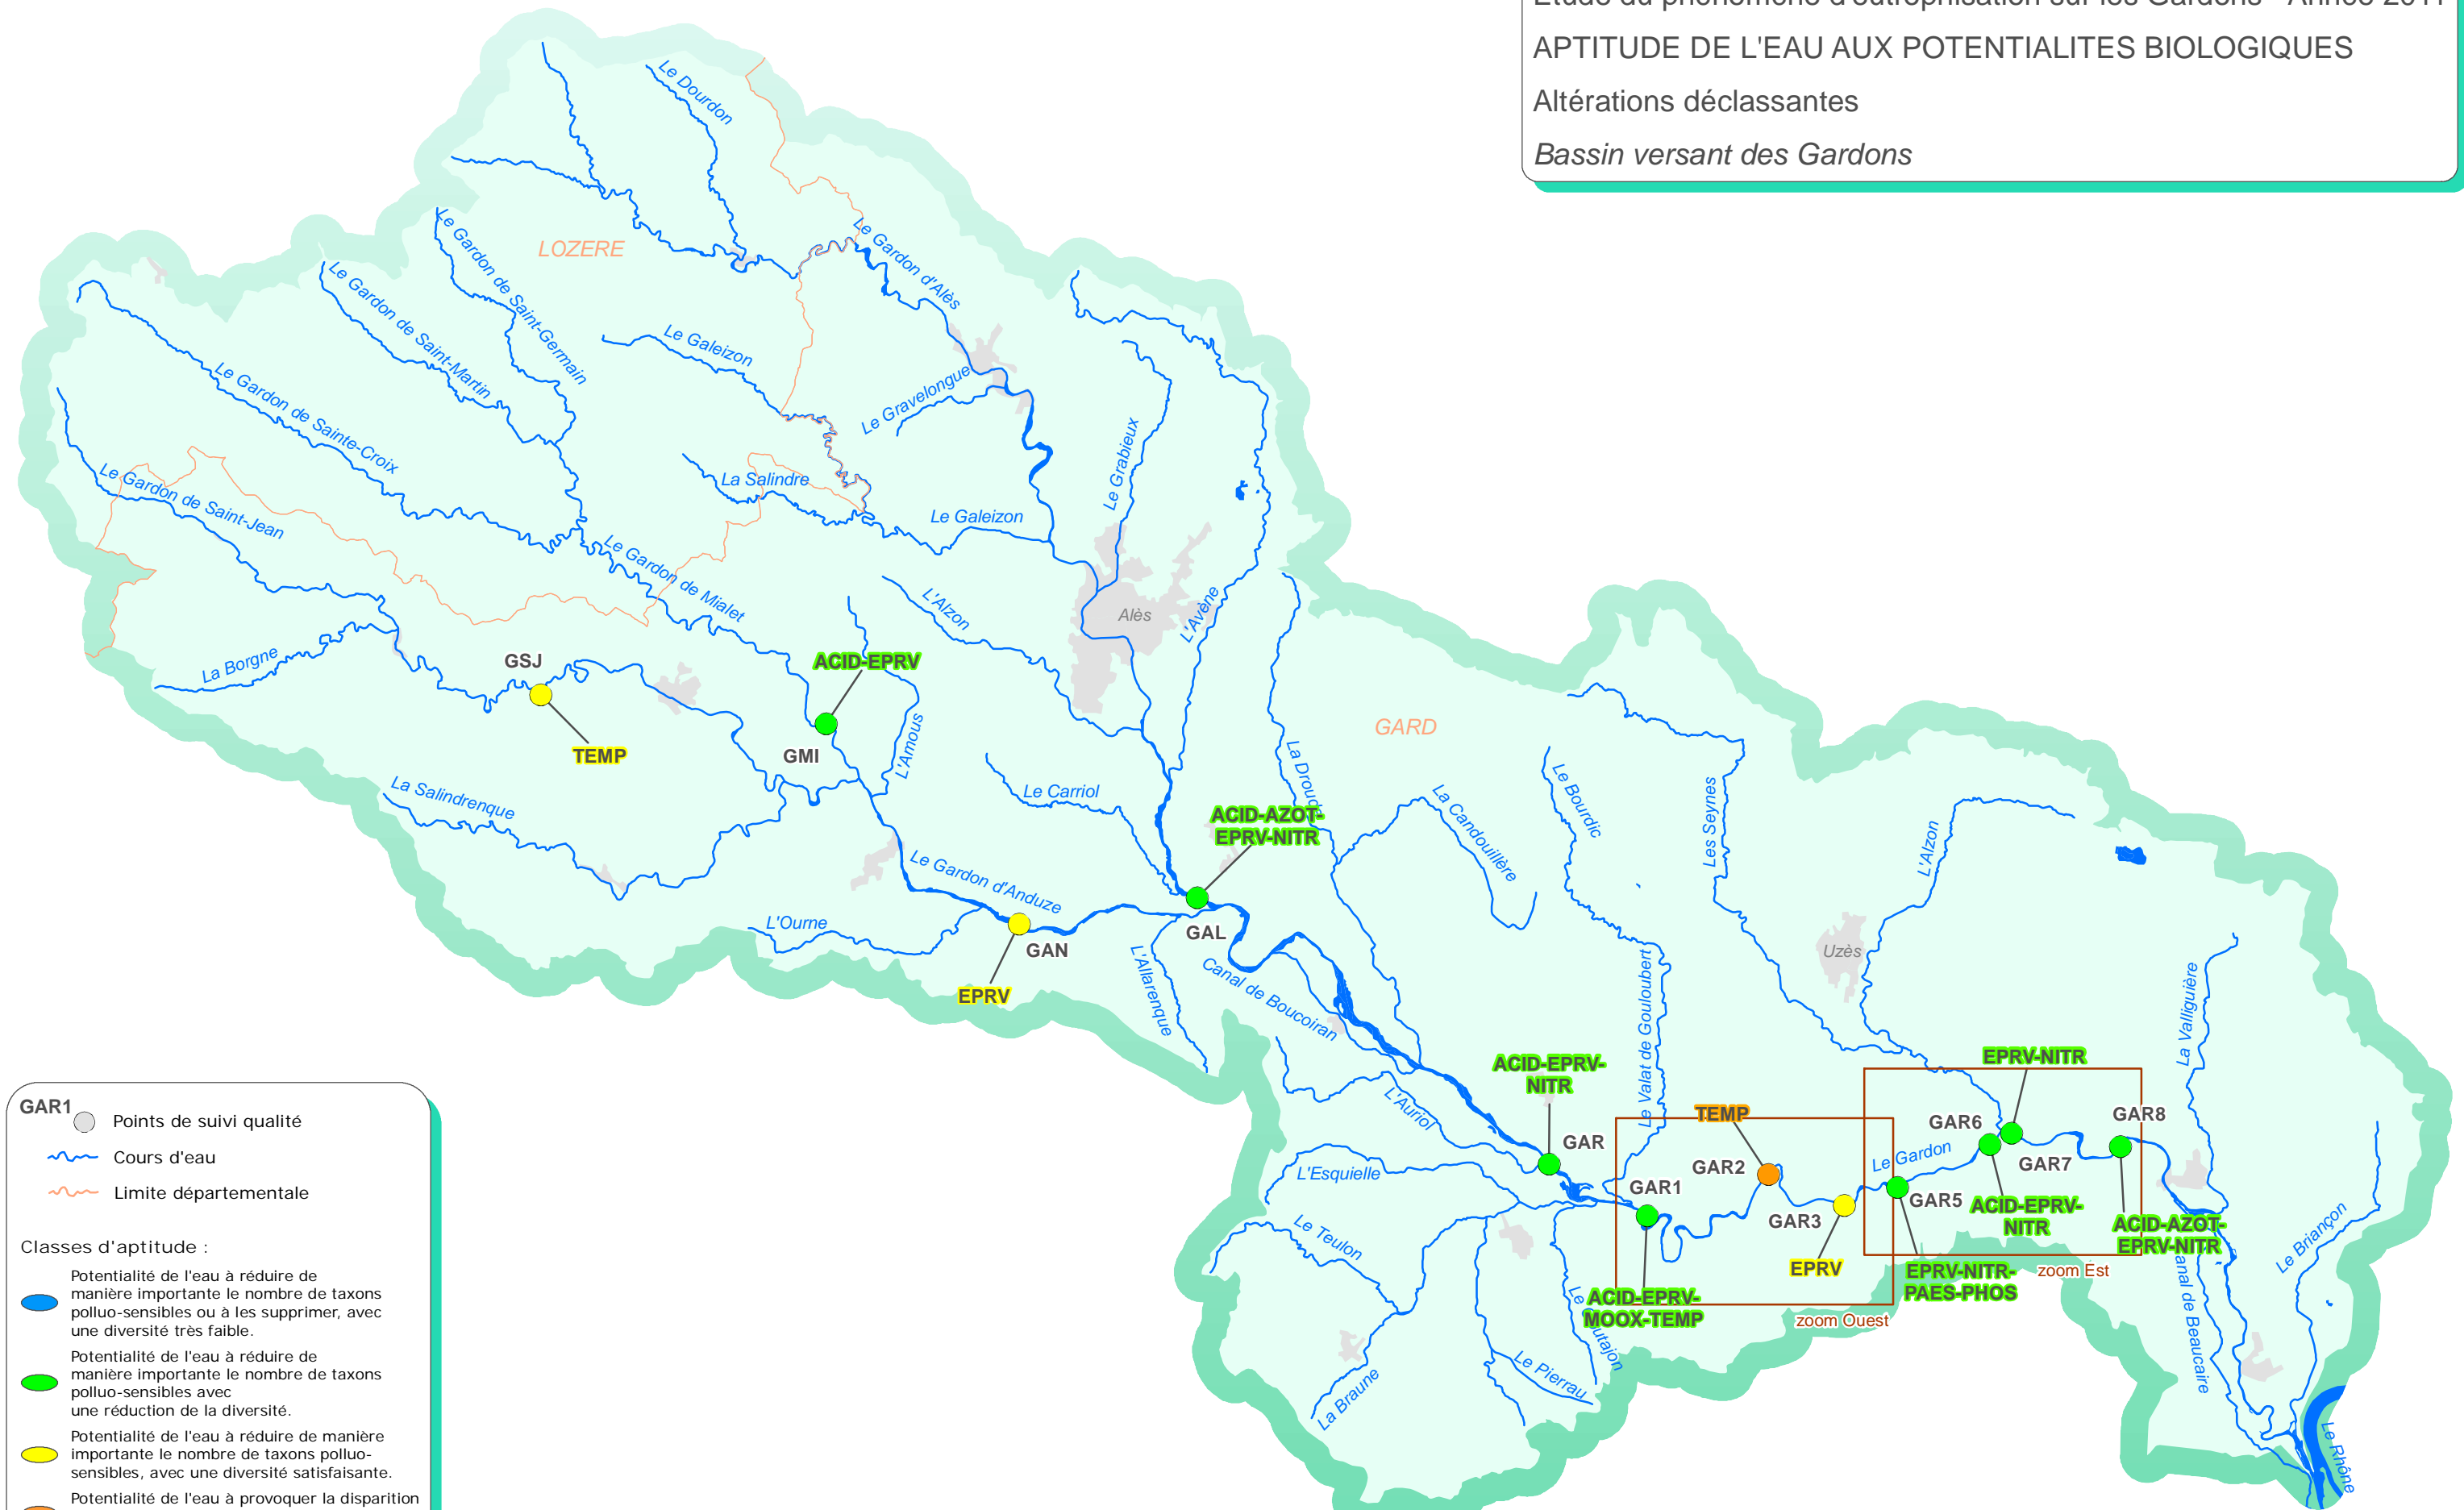 APTITUDE DE L'EAU AUX POTENTIALITES BIOLOGIQUES
Altérations déclassantes
Bassin versant des Gardons
Le Dourdon
LOZERE
Le Gardon de Saint-Germain
Le Gardon d'Alès
Le Gardon de Saint-Martin
Le Galeizon
Le Gardon de Sainte-Croix
Le Gravelongue
Le Grabieux
Le Gardon de Saint-Jean
La Salindre
Le Galeizon
Le Gardon de Mialet
L'Alzon
Alès
L'Avène
La Borgne
GSJ
TEMP
ACID-EPRV
GMI
L'Amous
GARD
La Salindrenque
Le Carriol
ACID-AZOT-
EPRV-NITR
La Candouillère
Le Bourdic
Les Seynes
L'Alzon
Le Gardon d'Anduze
L'Ourne
GAN
EPRV
GAL
L'Allarenque
Canal de Boucoiran
Uzès
Le Valat de Gouloubert
La Valliguière
ACID-EPRV-
NITR
L'Auriol
GAR
L'Esquielle
Le Teulon
GAR1
ACID-EPRV-
MOOX-TEMP
TEMP
GAR2
GAR3
EPRV
zoom Ouest
Le Gardon
GAR5
EPRV-NITR-
PAES-PHOS
GAR6
ACID-EPRV-
NITR
EPRV-NITR
GAR7
GAR8
ACID-AZOT-
EPRV-NITR
zoom Est
Le Briançon
Le Pierrau
La Braune
Le Rhône
GAR1
Points de suivi qualité
Cours d'eau
Limite départementale
Classes d'aptitude :
Potentialité de l'eau à réduire de
manière importante le nombre de taxons
polluo-sensibles ou à les supprimer, avec
une diversité très faible.
Potentialité de l'eau à réduire de
manière importante le nombre de taxons
polluo-sensibles avec
une réduction de la diversité.
Potentialité de l'eau à réduire de manière
importante le nombre de taxons polluo-
sensibles, avec une diversité satisfaisante.
Potentialité de l'eau à provoquer la disparition